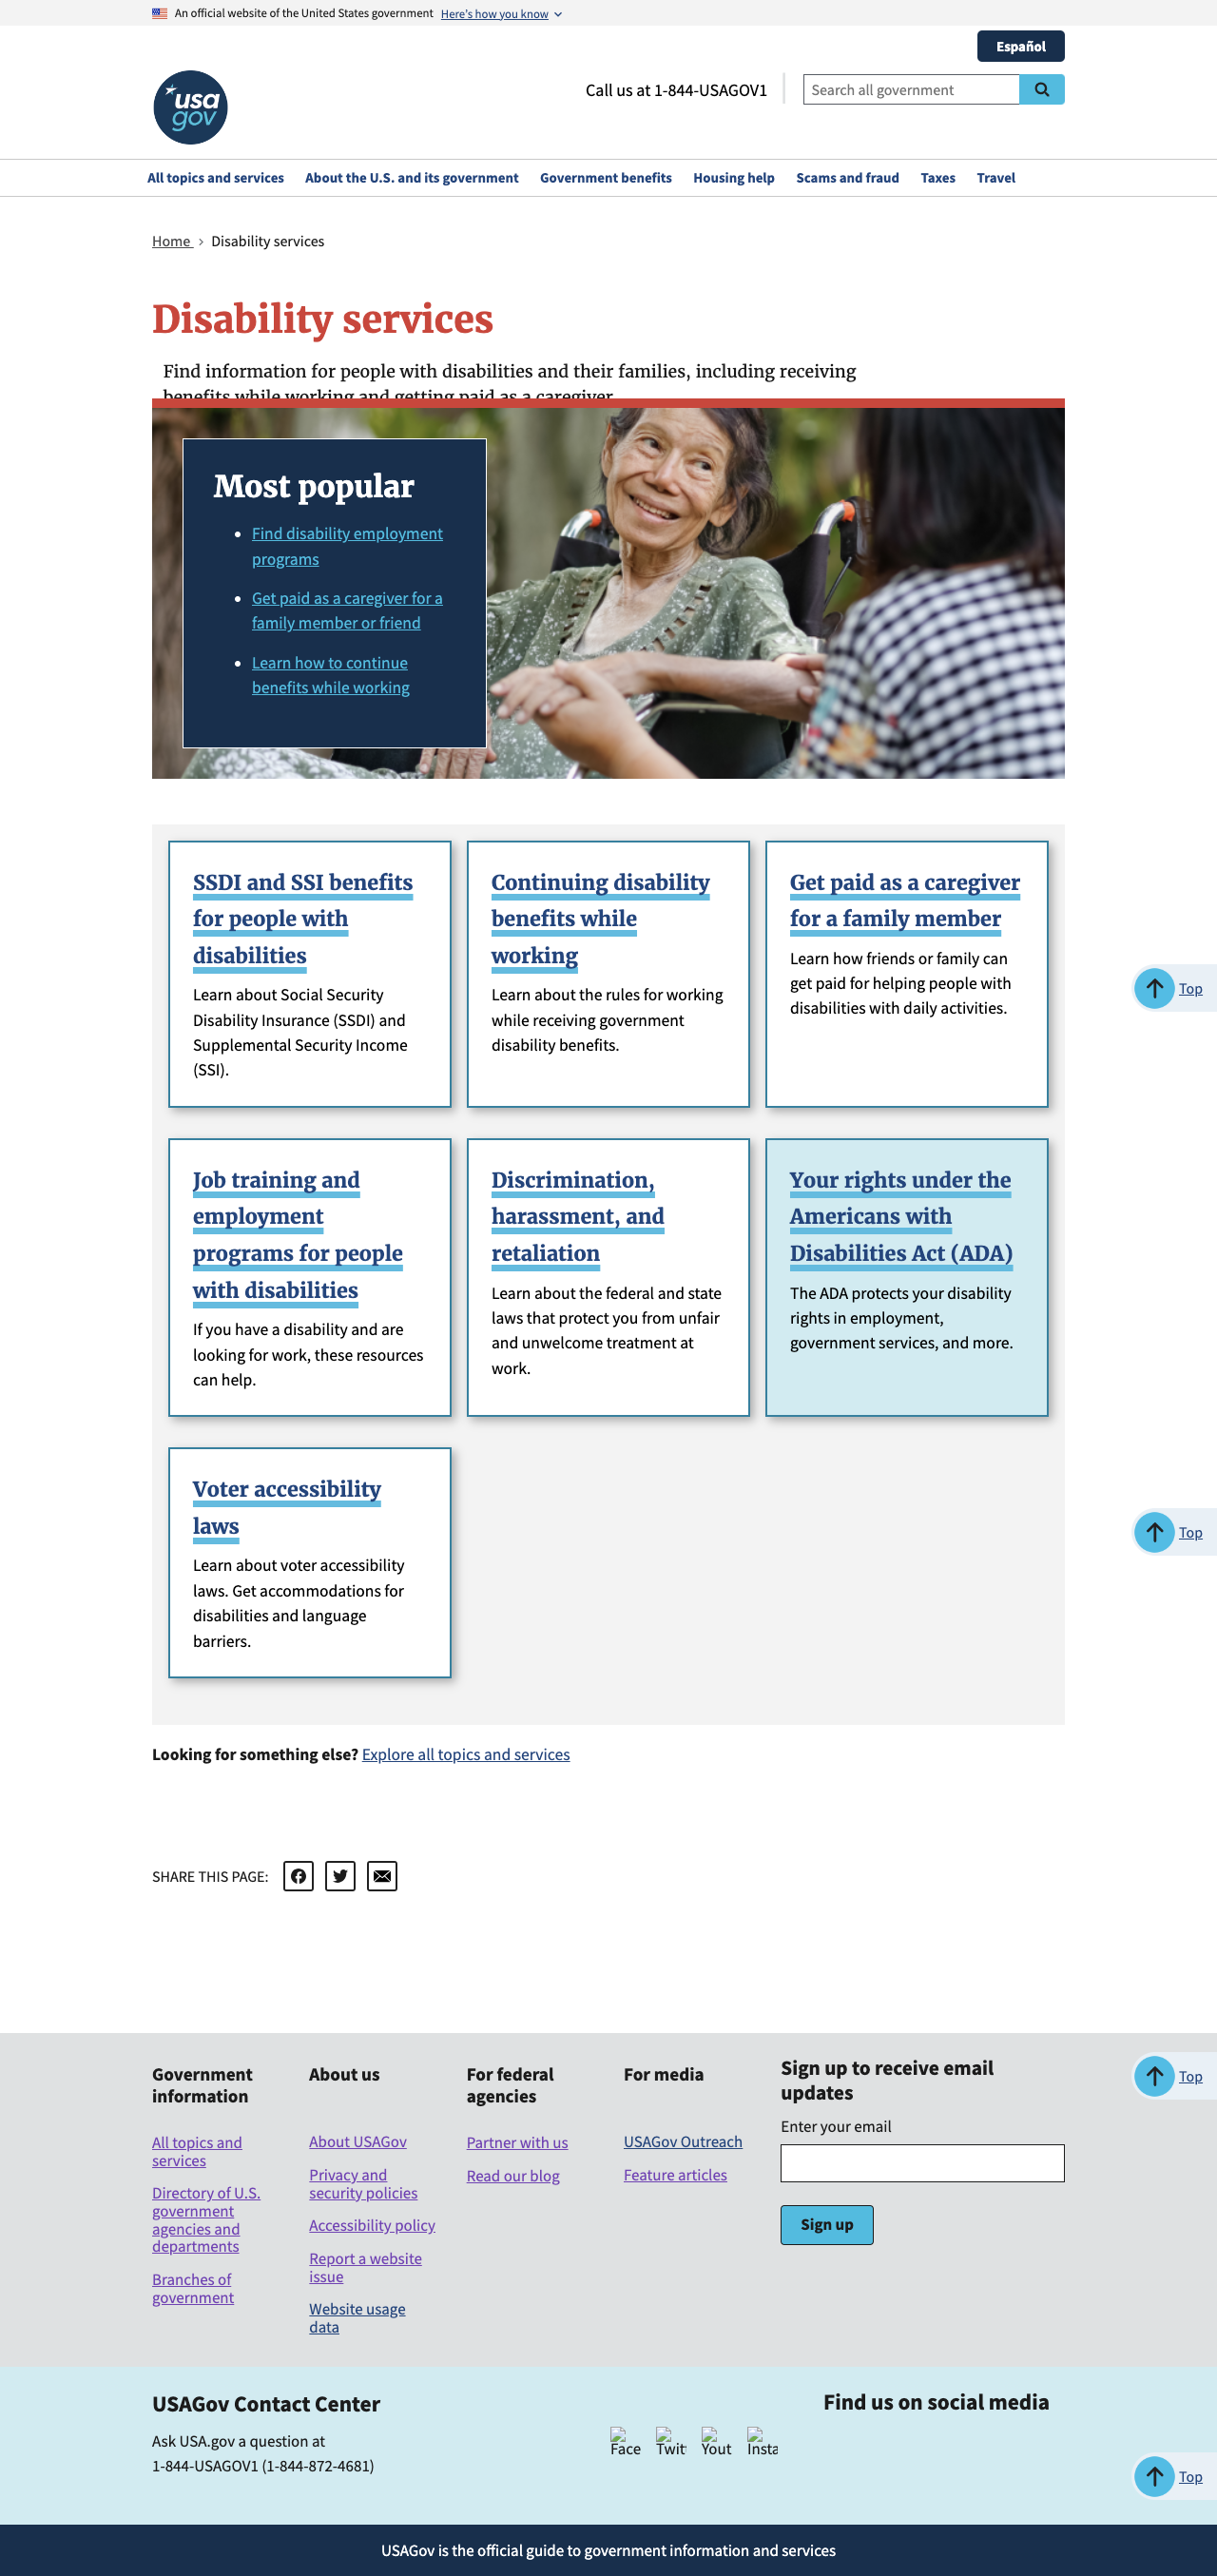 An official website of the United States government Here's how you know
Español
usa
gov
Call us at 1-844-USAGOV1
Search all government
All topics and services About the U.S. and its government Government benefits Housing help Scams and fraud Taxes Travel
Home Disability services
Disability services
Find information for people with disabilities and their families, including receiving
benefits while working and getting paid as a caregiver.
Most popular
Find disability employment
programs
Get paid as a caregiver for a
family member or friend
Learn how to continue
benefits while working
SSDI and SSI benefits
for people with
disabilities
Learn about Social Security
Disability Insurance (SSDI) and
Supplemental Security Income
(SSI).
Continuing disability
benefits while
working
Learn about the rules for working
while receiving government
disability benefits.
Get paid as a caregiver
for a family member
Learn how friends or family can
get paid for helping people with
disabilities with daily activities.
Top
Job training and
employment
programs for people
with disabilities
If you have a disability and are
looking for work, these resources
can help.
Discrimination,
harassment, and
retaliation
Learn about the federal and state
laws that protect you from unfair
and unwelcome treatment at
work.
Your rights under the
Americans with
Disabilities Act (ADA)
The ADA protects your disability
rights in employment,
government services, and more.
Voter accessibility
laws
Learn about voter accessibility
laws. Get accommodations for
disabilities and language
barriers.
Top
Looking for something else? Explore all topics and services
SHARE THIS PAGE:
Government
information
All topics and
services
Directory of U.S.
government
agencies and
departments
Branches of
government
About us
About USAGov
Privacy and
security policies
Accessibility policy
Report a website
issue
Website usage
data
For federal
agencies
Partner with us
Read our blog
For media
USAGov Outreach
Feature articles
Sign up to receive email
updates
Enter your email
Sign up
Top
USAGov Contact Center
Ask USA.gov a question at
1-844-USAGOV1 (1-844-872-4681)
Find us on social media
Face Twitt Yout Insta
Top
USAGov is the official guide to government information and services